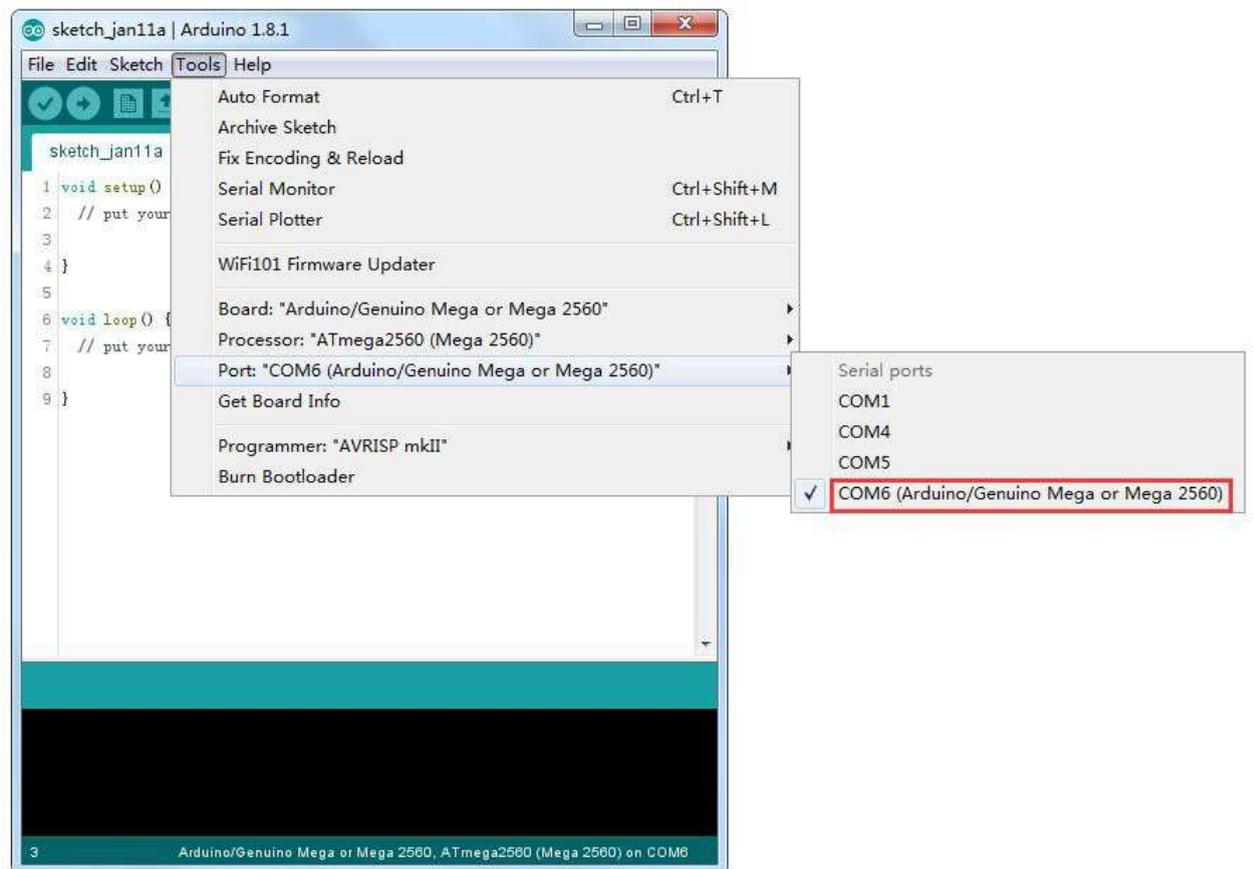 sketch_jan11a | Arduino 1.8.1
File Edit Sketch Tools Help
Auto Format Ctrl+T
Archive Sketch
Fix Encoding & Reload
Serial Monitor Ctrl+Shift+M
Serial Plotter Ctrl+Shift+L
WiFi101 Firmware Updater
Board: "Arduino/Genuino Mega or Mega 2560"
Processor: "ATmega2560 (Mega 2560)"
Port: "COM6 (Arduino/Genuino Mega or Mega 2560)"
Get Board Info
Programmer: "AVRISP mkII"
Burn Bootloader
Serial ports
COM1
COM4
COM5
COM6 (Arduino/Genuino Mega or Mega 2560)
sketch_jan11a
1 void setup()
2 // put your
3
4 }
5
6 void loop() {
7 // put your
8
9 }
3 Arduino/Genuino Mega or Mega 2560, ATmega2560 (Mega 2560) on COM6